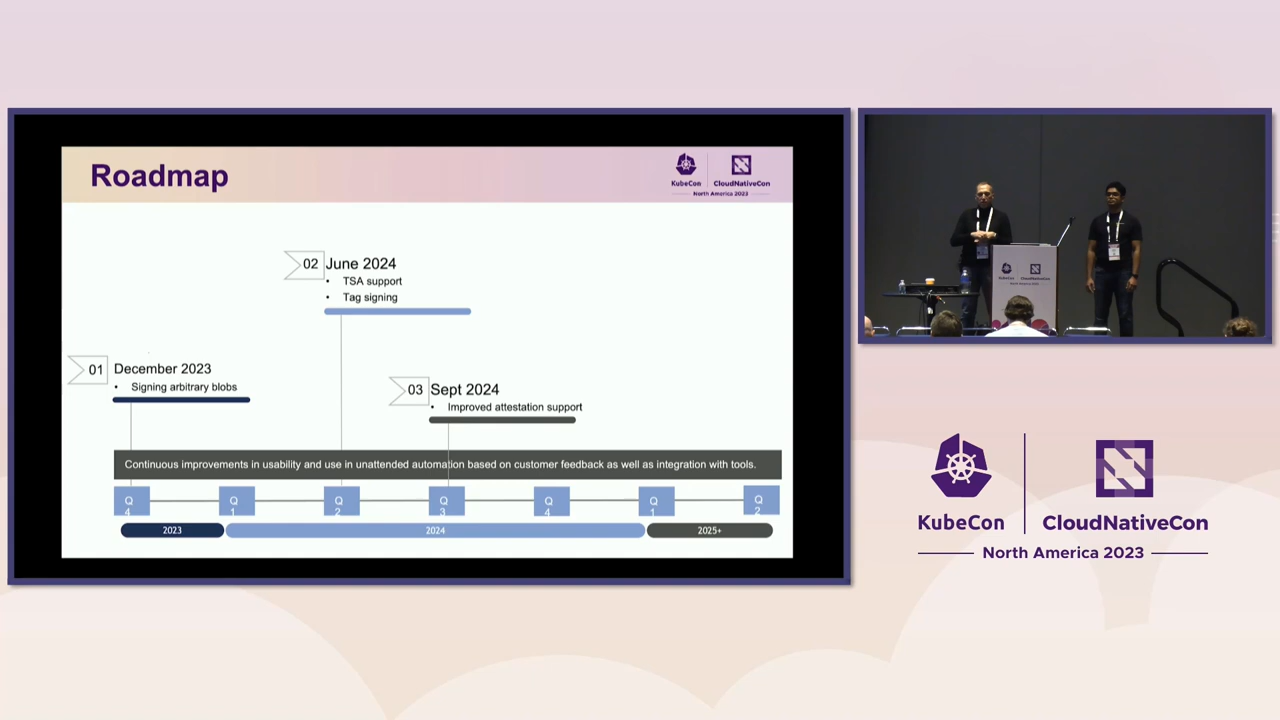 Roadmap
KubeCon
CloudNativeCon
North America 2023
02
June 2024
• TSA support
• Tag signing
01
December 2023
• Signing arbitrary blobs
03
Sept 2024
• Improved attestation support
Continuous improvements in usability and use in unattended automation based on customer feedback as well as integration with tools.
Q4
Q1
Q2
Q3
Q4
Q1
Q2
2023
2024
2025+
KubeCon
CloudNativeCon
North America 2023